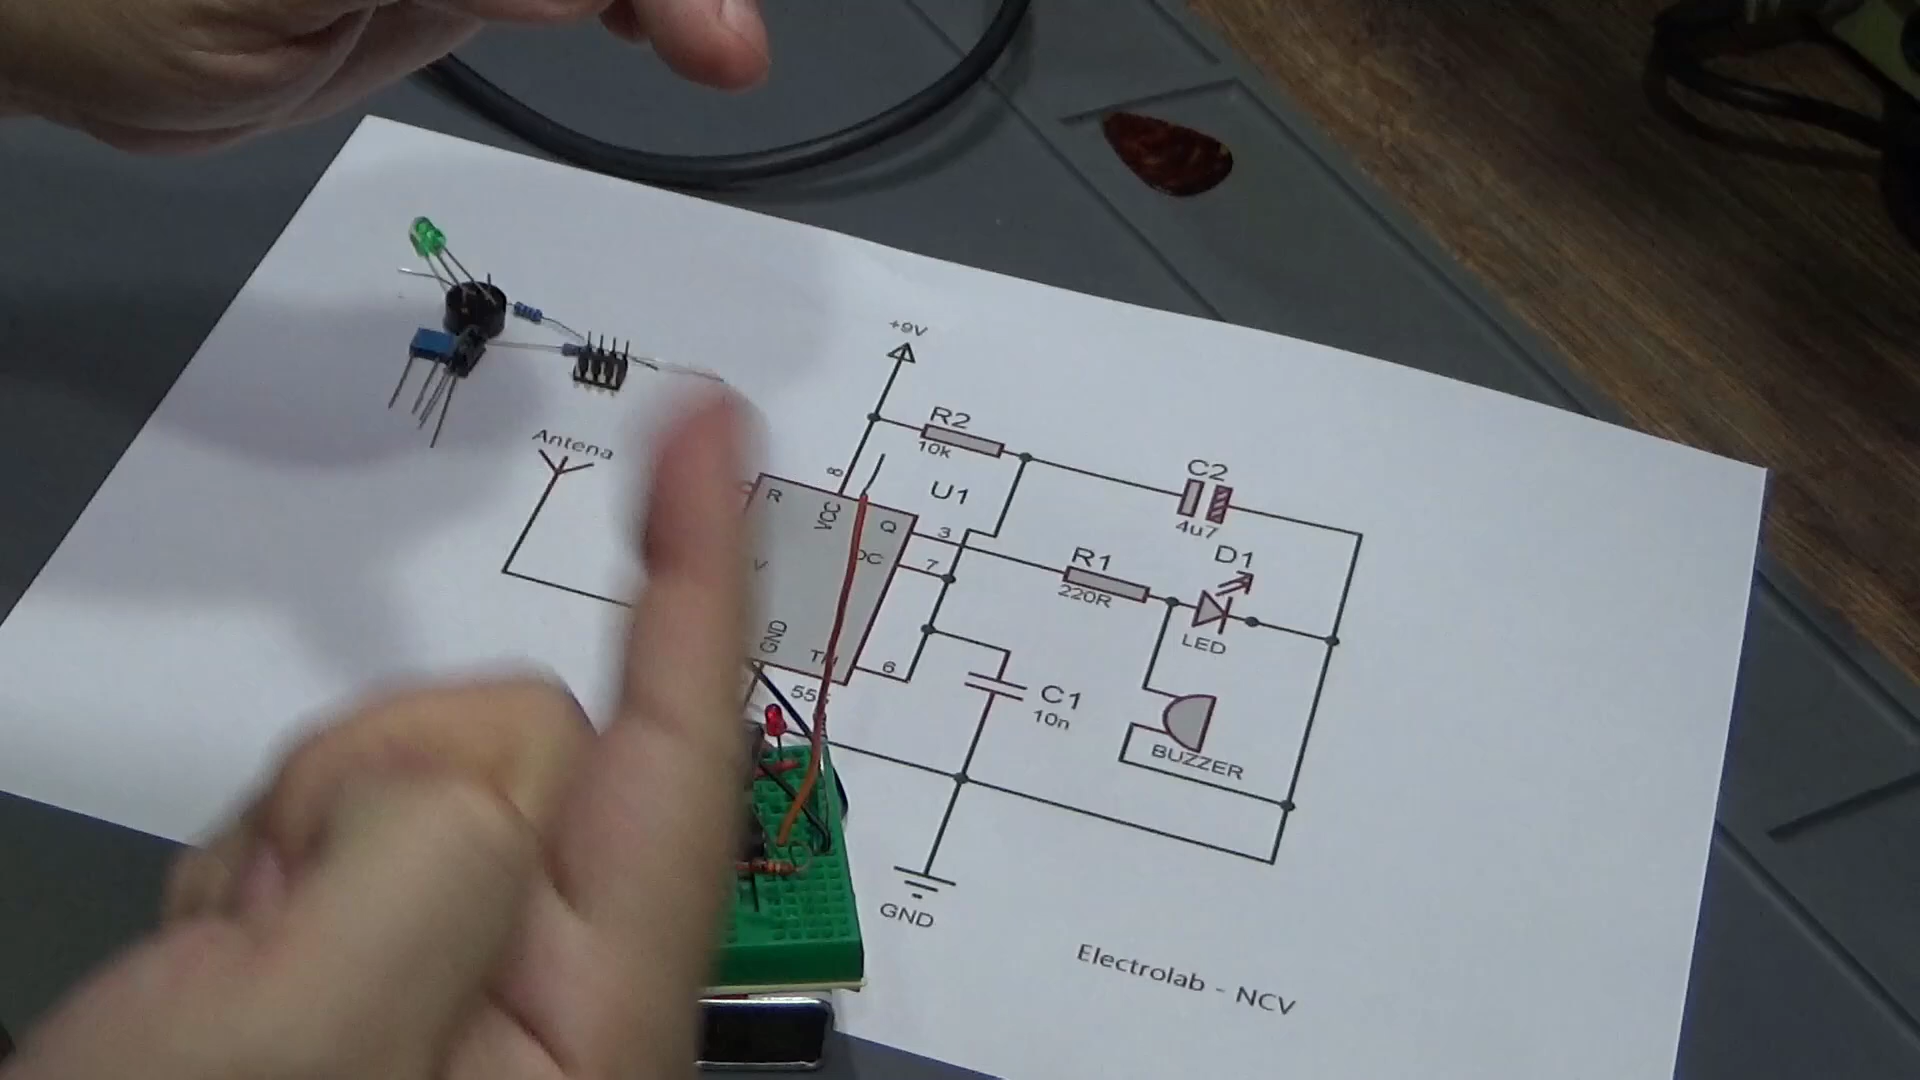 +9V
R2
10k
Antena
C2
4u7
8
R
VCC
U1
Q
3
DC
7
V
R1
220R
D1
LED
GND
TH
6
C1
10n
BUZZER
GND
Electrolab - NCV